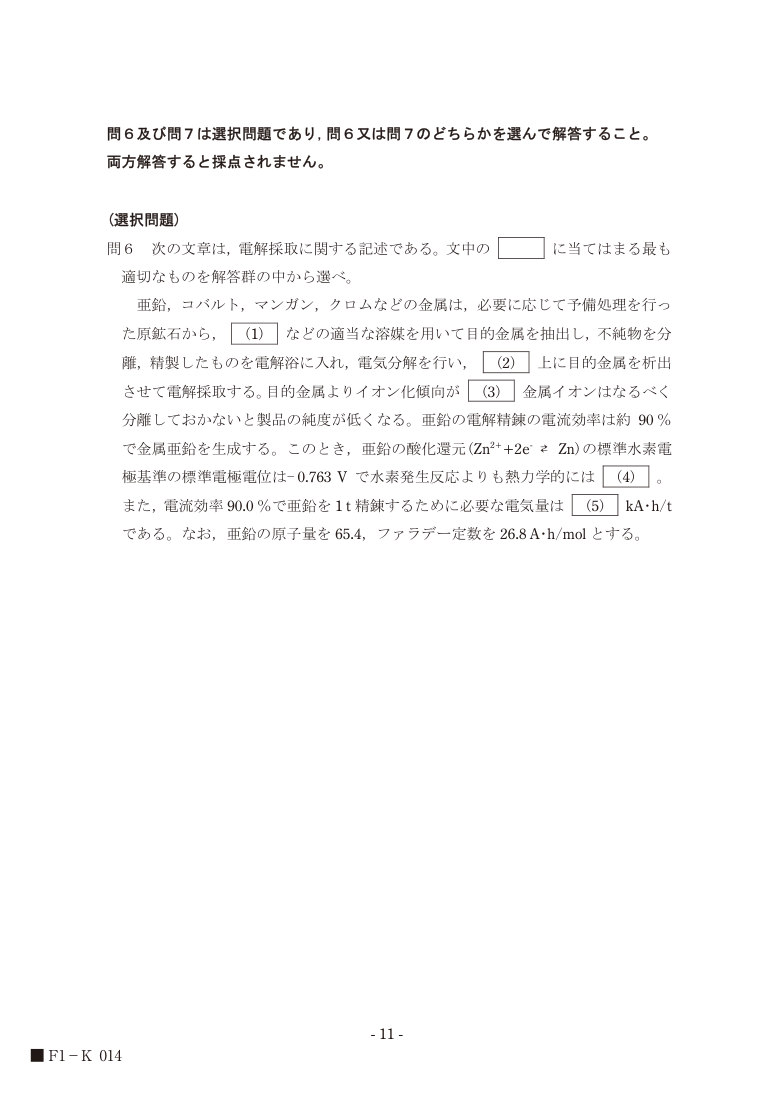 問6及び問7は選択問題であり,問6又は問7のどちらかを選んで解答すること。
両方解答すると採点されません。
(選択問題)
問6 次の文章は,電解採取に関する記述である。文中の に当てはまる最も
適切なものを解答群の中から選べ。
亜鉛,コバルト,マンガン,クロムなどの金属は,必要に応じて予備処理を行っ
た原鉱石から, (1) などの適当な溶媒を用いて目的金属を抽出し,不純物を分
離,精製したものを電解浴に入れ,電気分解を行い, (2) 上に目的金属を析出
させて電解採取する。目的金属よりイオン化傾向が (3) 金属イオンはなるべく
分離しておかないと製品の純度が低くなる。亜鉛の電解精錬の電流効率は約 90 %
で金属亜鉛を生成する。このとき,亜鉛の酸化還元(Zn²⁺+2e⁻ ⇄ Zn)の標準水素電
極基準の標準電極電位は−0.763 V で水素発生反応よりも熱力学的には (4) 。
また,電流効率 90.0 %で亜鉛を 1 t 精錬するために必要な電気量は (5) kA･h/t
である。なお,亜鉛の原子量を 65.4,ファラデー定数を 26.8 A･h/mol とする。
- 11 -
■F1−K 014